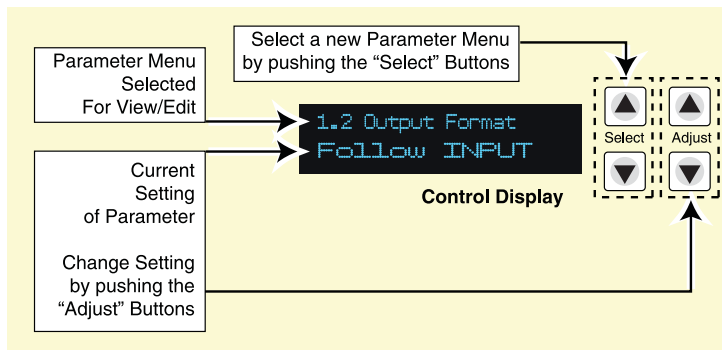 Select a new Parameter Menu
by pushing the “Select” Buttons
Parameter Menu
Selected
For View/Edit
1.2 Output Format
Follow INPUT
Select
Adjust
Control Display
Current
Setting
of Parameter
Change Setting
by pushing the
“Adjust” Buttons